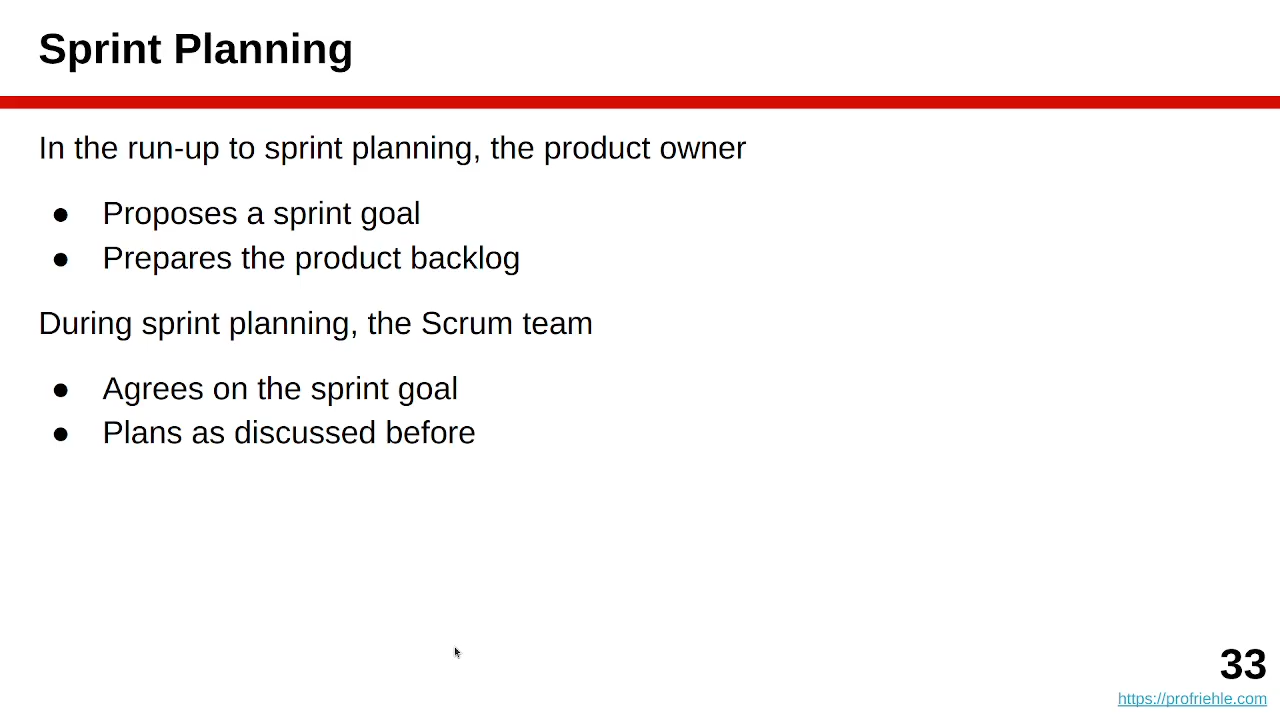 Sprint Planning
In the run-up to sprint planning, the product owner
● Proposes a sprint goal
● Prepares the product backlog
During sprint planning, the Scrum team
● Agrees on the sprint goal
● Plans as discussed before
33
https://profriehle.com